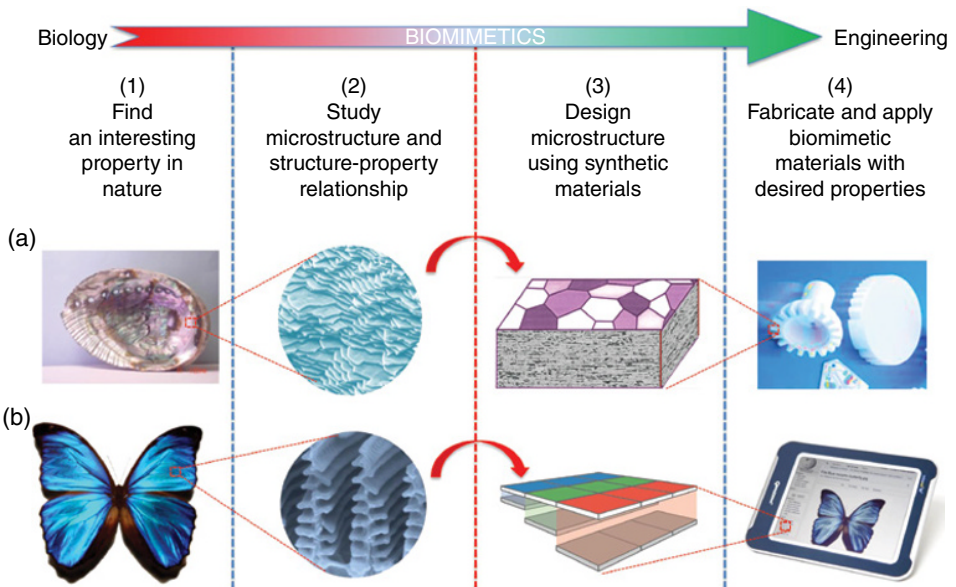 Biology
BIOMIMETICS
Engineering
(1)
Find
an interesting
property in
nature
(2)
Study
microstructure and
structure-property
relationship
(3)
Design
microstructure
using synthetic
materials
(4)
Fabricate and apply
biomimetic
materials with
desired properties
(a)
(b)